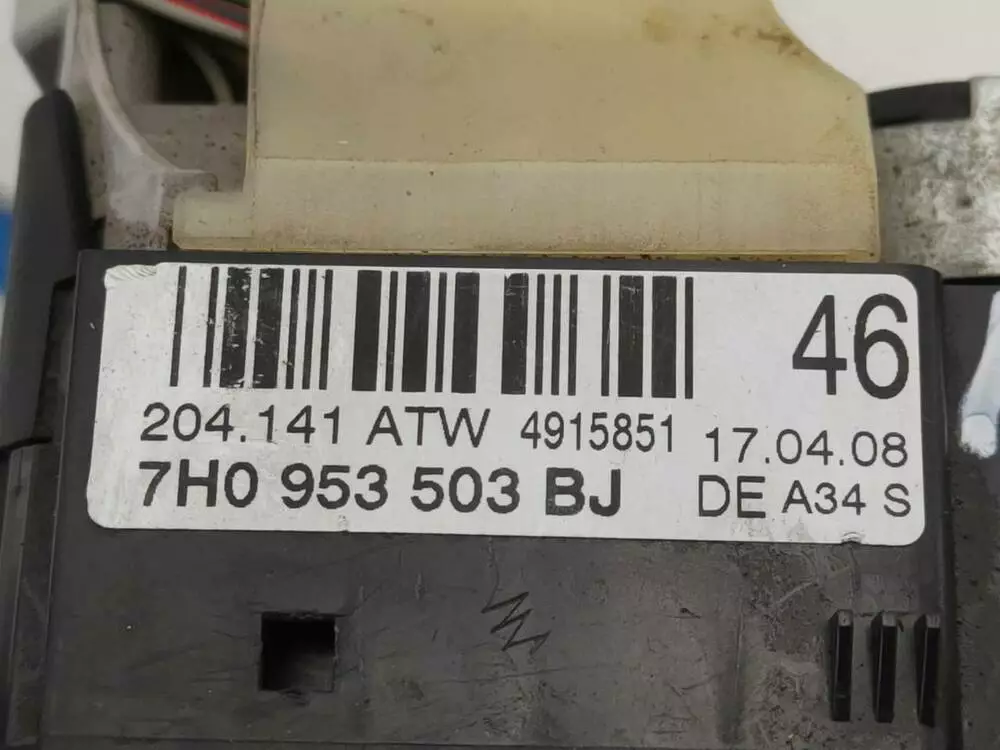 46
204.141 ATW 4915851 17.04.08
7H0 953 503 BJ DE A34 S